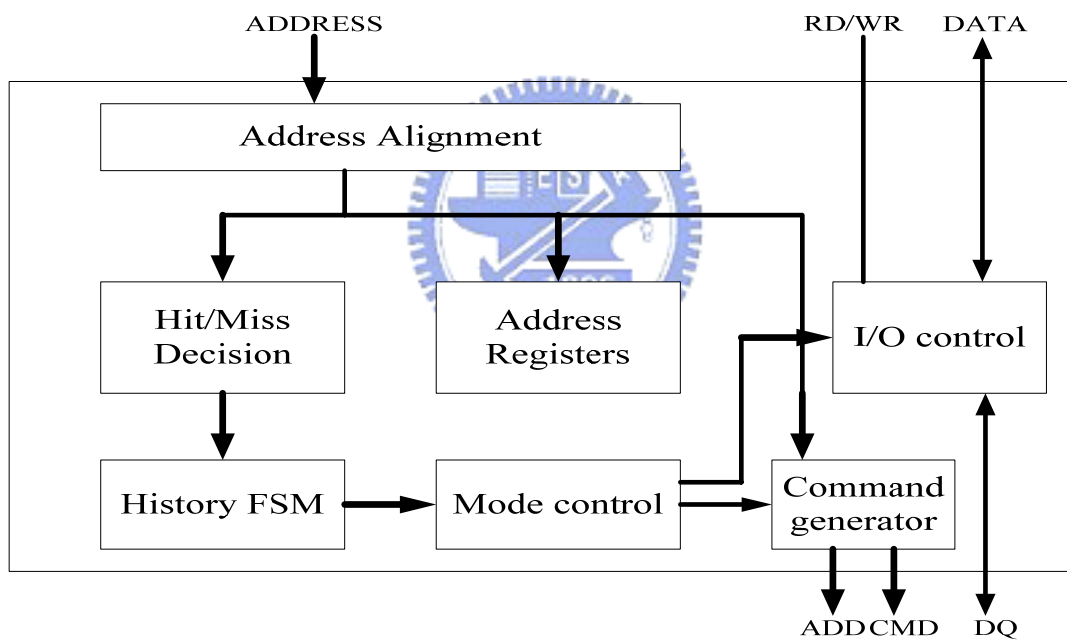 ADDRESS
RD/WR
DATA
Address Alignment
Hit/Miss
Decision
Address
Registers
I/O control
History FSM
Mode control
Command
generator
ADD
CMD
DQ